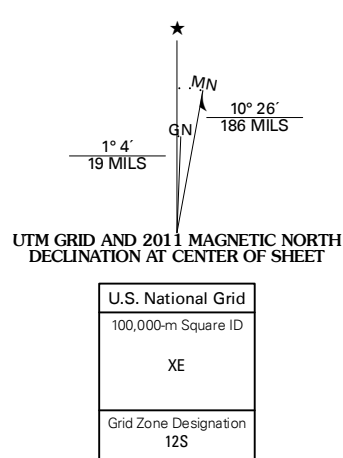 ★
MN
GN
10° 26´
186 MILS
1° 4´
19 MILS
UTM GRID AND 2011 MAGNETIC NORTH
DECLINATION AT CENTER OF SHEET
U.S. National Grid
100,000-m Square ID
XE
Grid Zone Designation
12S